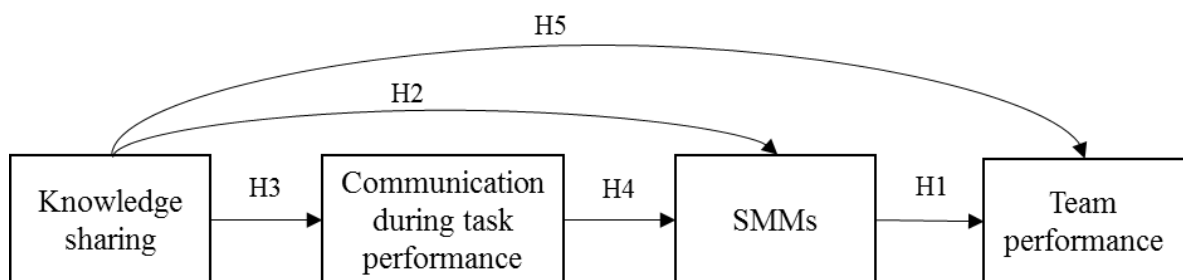 H5
H2
Knowledge
sharing
H3
Communication
during task
performance
H4
SMMs
H1
Team
performance